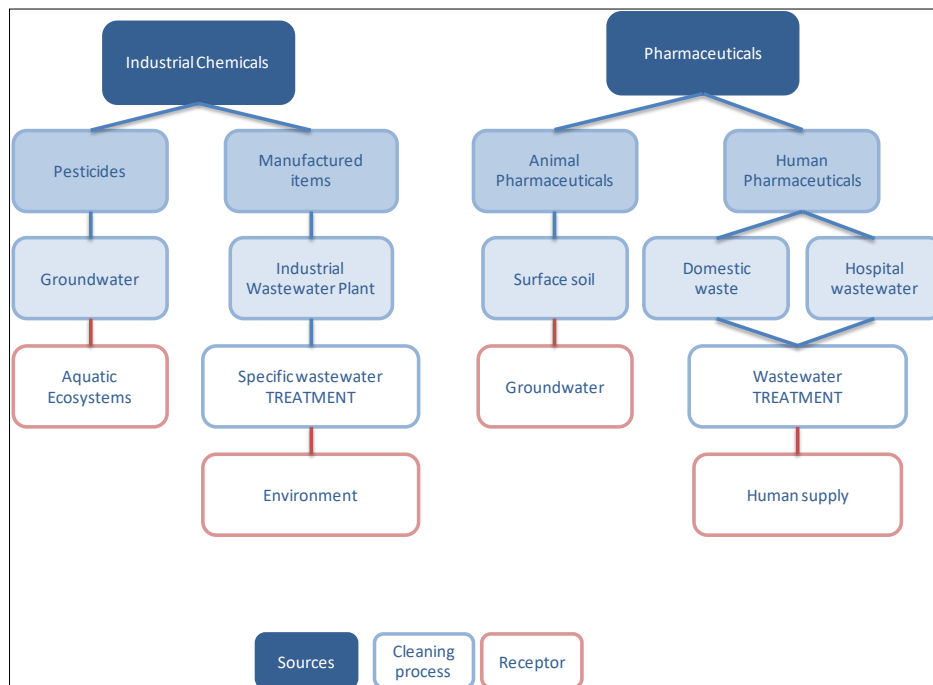 Industrial Chemicals
Pharmaceuticals
Pesticides
Manufactured
items
Animal
Pharmaceuticals
Human
Pharmaceuticals
Groundwater
Industrial
Wastewater Plant
Surface soil
Domestic
waste
Hospital
wastewater
Aquatic
Ecosystems
Specific wastewater
TREATMENT
Groundwater
Wastewater
TREATMENT
Environment
Human supply
Sources
Cleaning
process
Receptor